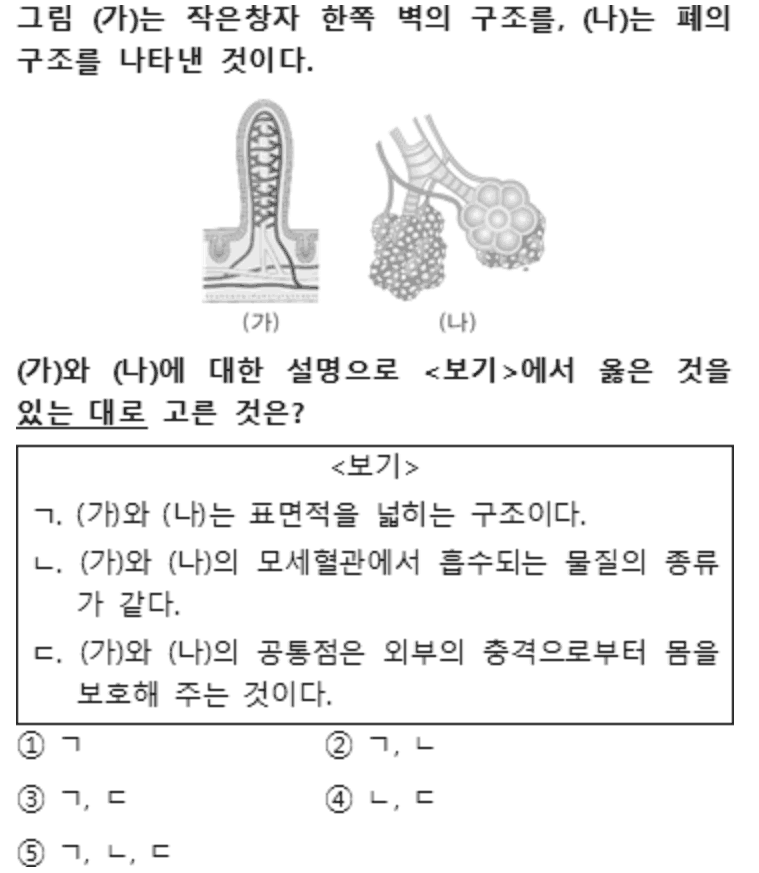 그림 (가)는 작은창자 한쪽 벽의 구조를, (나)는 폐의
구조를 나타낸 것이다.
(가)
(나)
(가)와 (나)에 대한 설명으로 <보기>에서 옳은 것을
있는 대로 고른 것은?
<보기>
ㄱ. (가)와 (나)는 표면적을 넓히는 구조이다.
ㄴ. (가)와 (나)의 모세혈관에서 흡수되는 물질의 종류
가 같다.
ㄷ. (가)와 (나)의 공통점은 외부의 충격으로부터 몸을
보호해 주는 것이다.
① ㄱ ② ㄱ, ㄴ
③ ㄱ, ㄷ ④ ㄴ, ㄷ
⑤ ㄱ, ㄴ, ㄷ